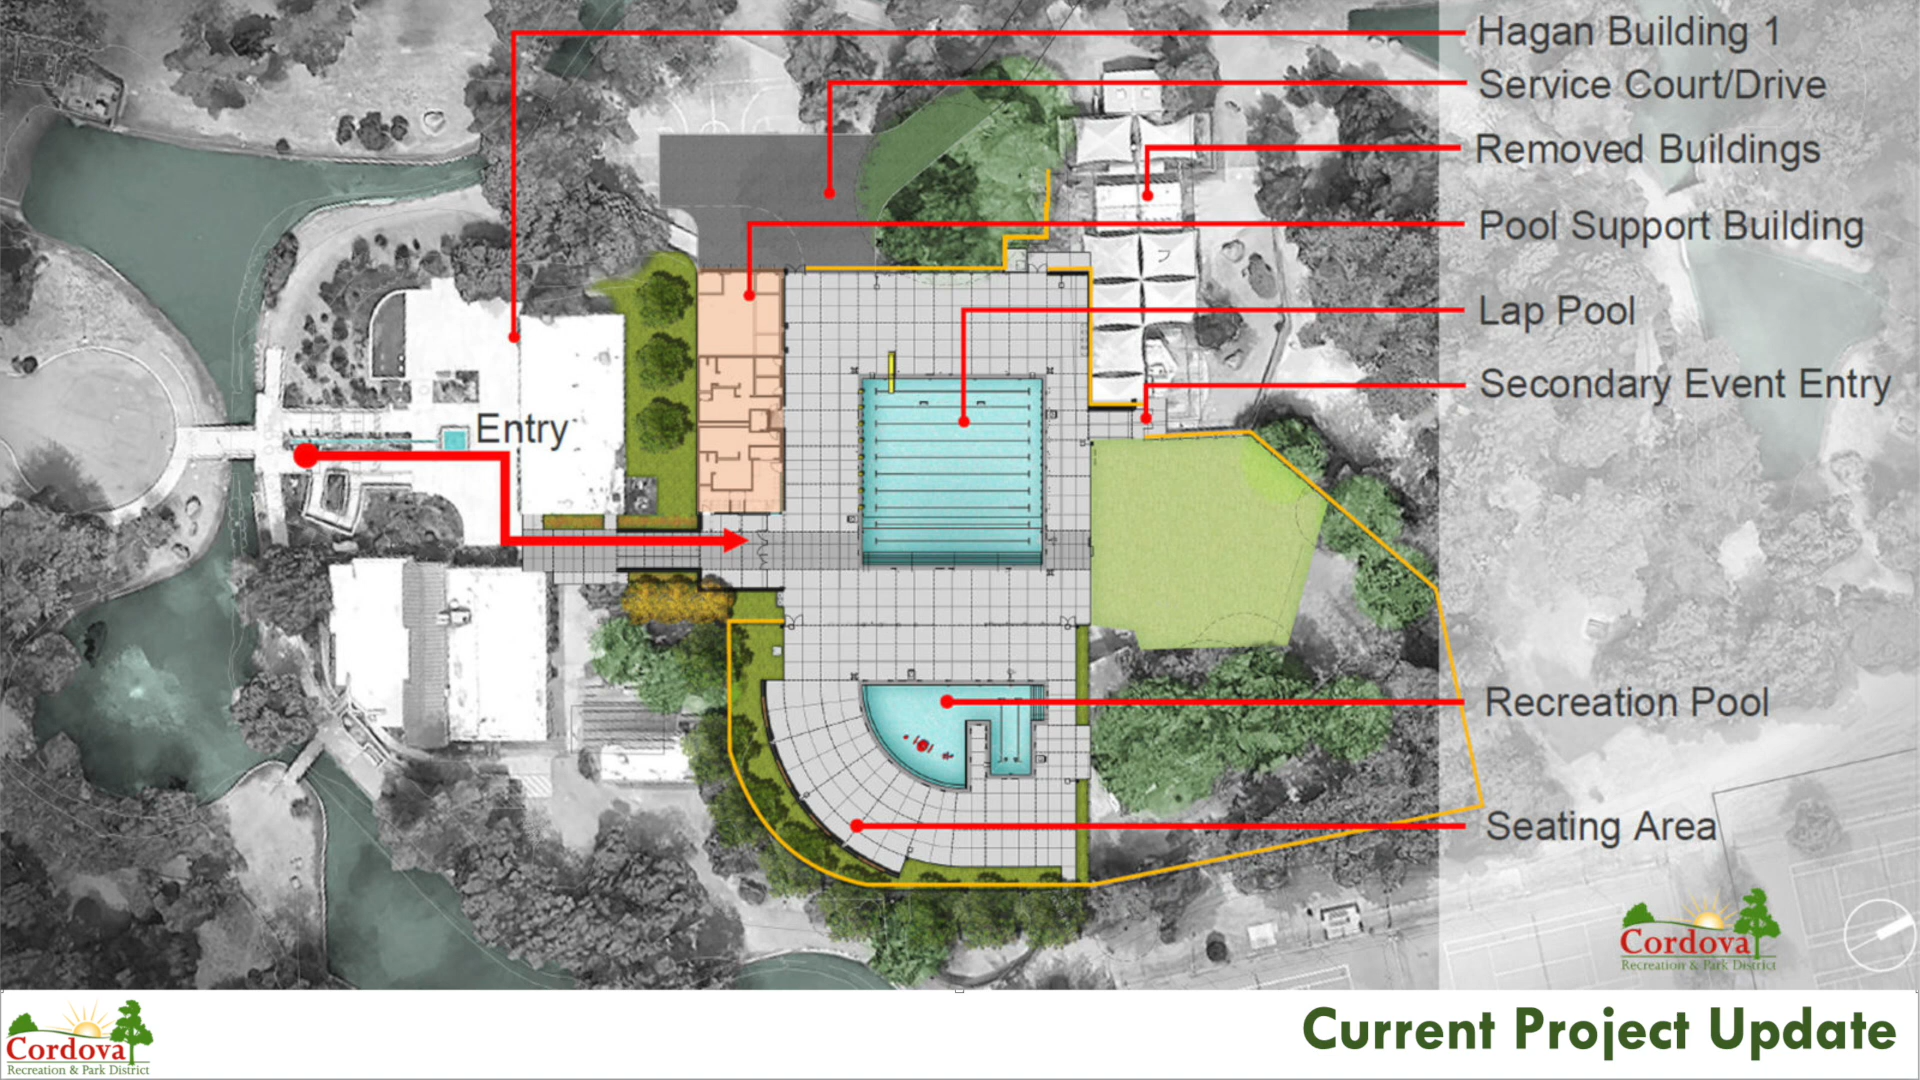 Hagan Building 1
Service Court/Drive
Removed Buildings
Pool Support Building
Lap Pool
Secondary Event Entry
Entry
Recreation Pool
Seating Area
Cordova
Recreation & Park District
Cordova
Recreation & Park District
Current Project Update